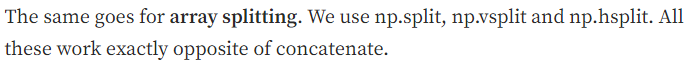 The same goes for array splitting. We use np.split, np.vsplit and np.hsplit. All
these work exactly opposite of concatenate.